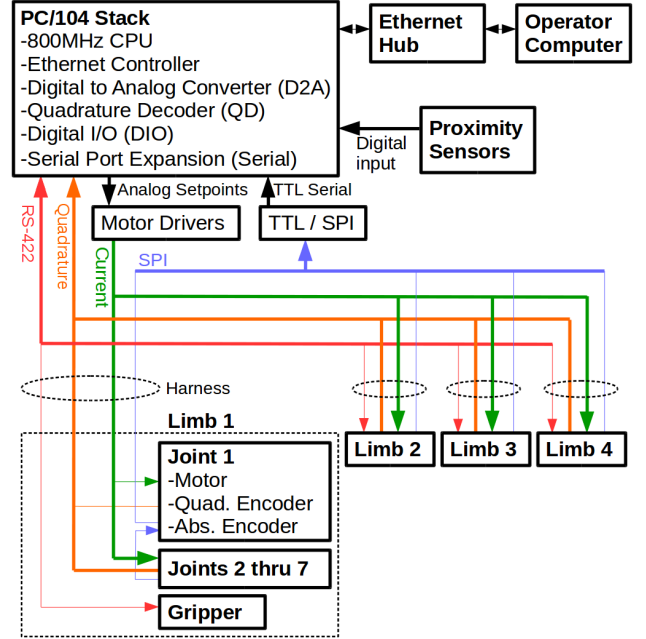 PC/104 Stack
-800MHz CPU
-Ethernet Controller
-Digital to Analog Converter (D2A)
-Quadrature Decoder (QD)
-Digital I/O (DIO)
-Serial Port Expansion (Serial)
Ethernet
Hub
Operator
Computer
Proximity
Sensors
Digital
input
Analog Setpoints
TTL Serial
RS-422
Quadrature
Motor Drivers
TTL / SPI
Current
SPI
Harness
Limb 1
Joint 1
-Motor
-Quad. Encoder
-Abs. Encoder
Joints 2 thru 7
Gripper
Limb 2
Limb 3
Limb 4